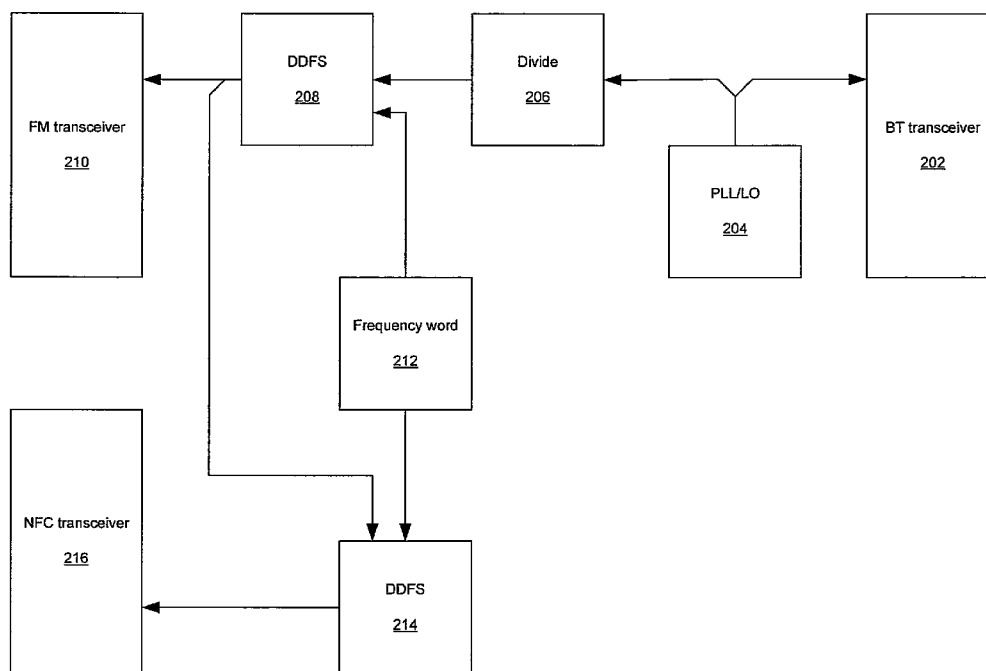 FM transceiver
210
DDFS
208
Divide
206
PLL/LO
204
BT transceiver
202
Frequency word
212
NFC transceiver
216
DDFS
214